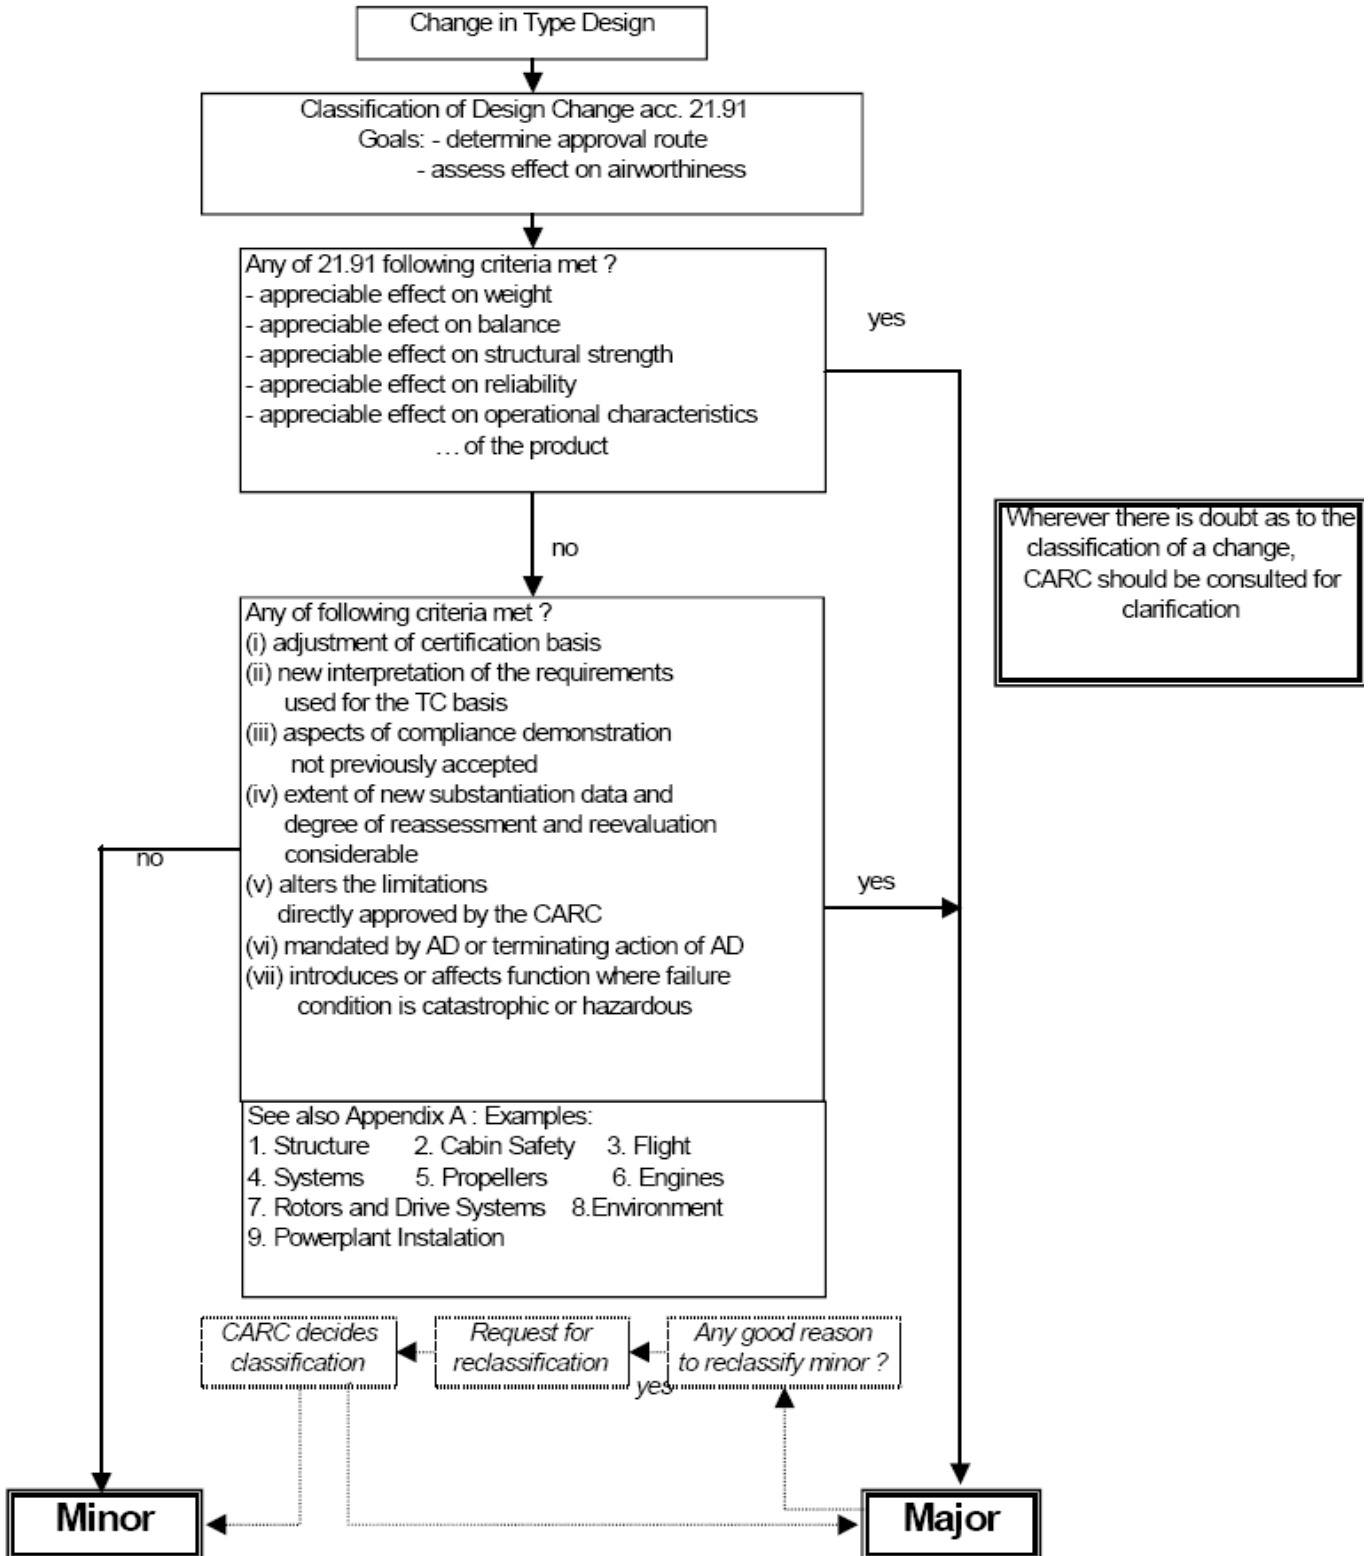 Change in Type Design
Classification of Design Change acc. 21.91
Goals: - determine approval route
- assess effect on airworthiness
Any of 21.91 following criteria met ?
- appreciable effect on weight
- appreciable efect on balance
- appreciable effect on structural strength
- appreciable effect on reliability
- appreciable effect on operational characteristics
... of the product
yes
no
Wherever there is doubt as to the
classification of a change,
CARC should be consulted for
clarification
Any of following criteria met ?
(i) adjustment of certification basis
(ii) new interpretation of the requirements
used for the TC basis
(iii) aspects of compliance demonstration
not previously accepted
(iv) extent of new substantiation data and
degree of reassessment and reevaluation
considerable
(v) alters the limitations
directly approved by the CARC
(vi) mandated by AD or terminating action of AD
(vii) introduces or affects function where failure
condition is catastrophic or hazardous
no
yes
See also Appendix A : Examples:
1. Structure 2. Cabin Safety 3. Flight
4. Systems 5. Propellers 6. Engines
7. Rotors and Drive Systems 8.Environment
9. Powerplant Instalation
CARC decides
classification
Request for
reclassification
Any good reason
to reclassify minor ?
yes
Minor
Major